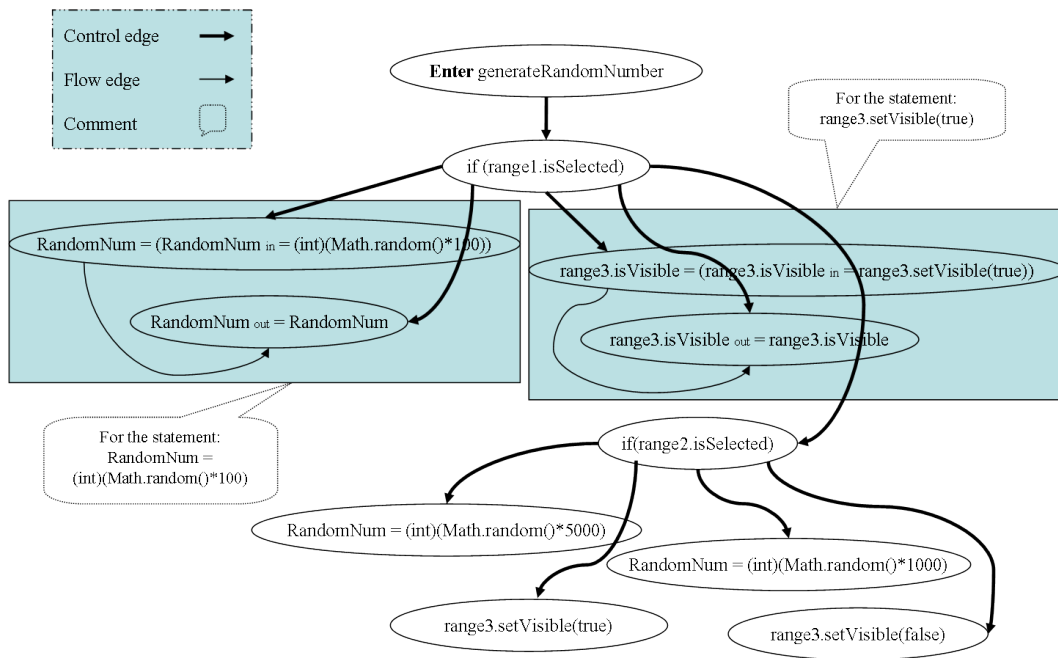 Control edge
Flow edge
Comment
Enter generateRandomNumber
For the statement:
range3.setVisible(true)
if (range1.isSelected)
RandomNum = (RandomNum in = (int)(Math.random()*100))
range3.isVisible = (range3.isVisible in = range3.setVisible(true))
RandomNum out = RandomNum
range3.isVisible out = range3.isVisible
For the statement:
RandomNum =
(int)(Math.random()*100)
if(range2.isSelected)
RandomNum = (int)(Math.random()*5000)
RandomNum = (int)(Math.random()*1000)
range3.setVisible(true)
range3.setVisible(false)